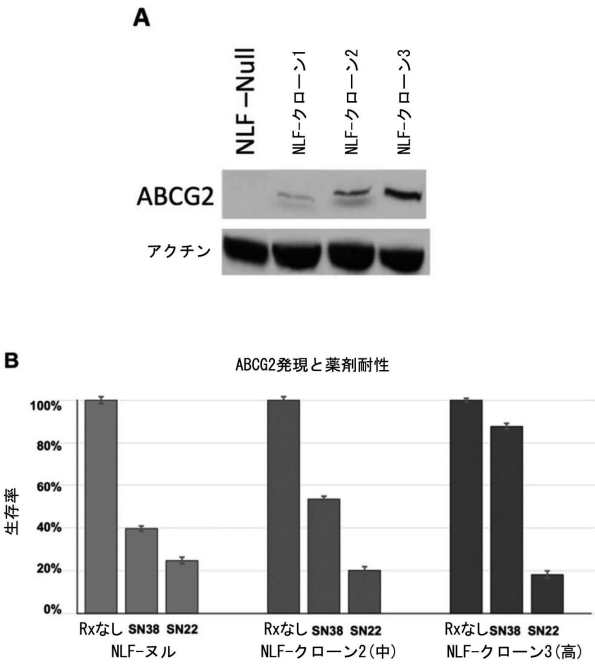 A
NLF –Null
NLF-クローン1
NLF-クローン2
NLF-クローン3
ABCG2
アクチン
B
ABCG2発現と薬剤耐性
生存率
100%
80%
60%
40%
20%
0%
Rxなし SN38 SN22
NLF-ヌル
Rxなし SN38 SN22
NLF-クローン2(中)
Rxなし SN38 SN22
NLF-クローン3(高)